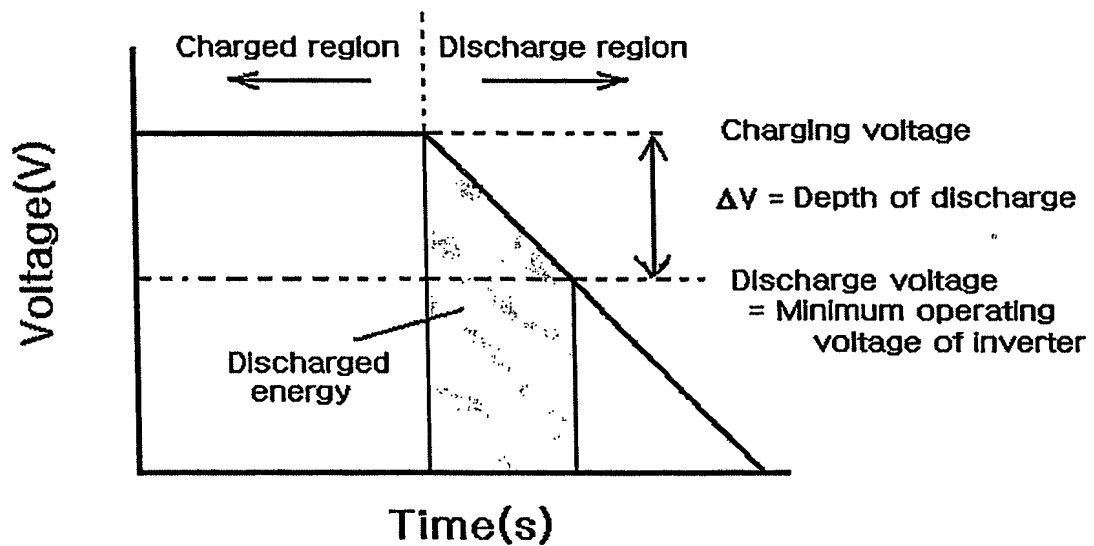 Charged region
Discharge region
Voltage(V)
Charging voltage
ΔV = Depth of discharge
Discharge voltage
= Minimum operating
voltage of inverter
Discharged
energy
Time(s)